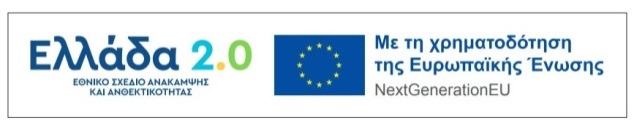 Ελλάδα 2.0
ΕΘΝΙΚΟ ΣΧΕΔΙΟ ΑΝΑΚΑΜΨΗΣ
ΚΑΙ ΑΝΘΕΚΤΙΚΟΤΗΤΑΣ
Με τη χρηματοδότηση
της Ευρωπαϊκής Ένωσης
NextGenerationEU